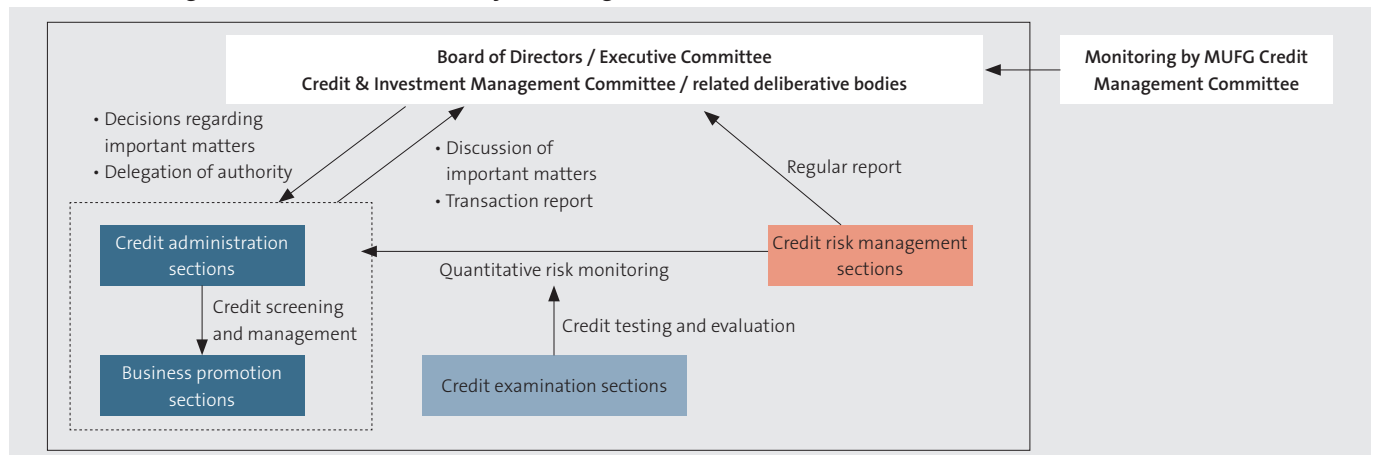 Board of Directors / Executive Committee
Credit & Investment Management Committee / related deliberative bodies
Monitoring by MUFG Credit
Management Committee
• Decisions regarding
important matters
• Delegation of authority
• Discussion of
important matters
• Transaction report
Regular report
Credit administration
sections
Credit risk management
sections
Quantitative risk monitoring
Credit screening
and management
Credit testing and evaluation
Business promotion
sections
Credit examination sections